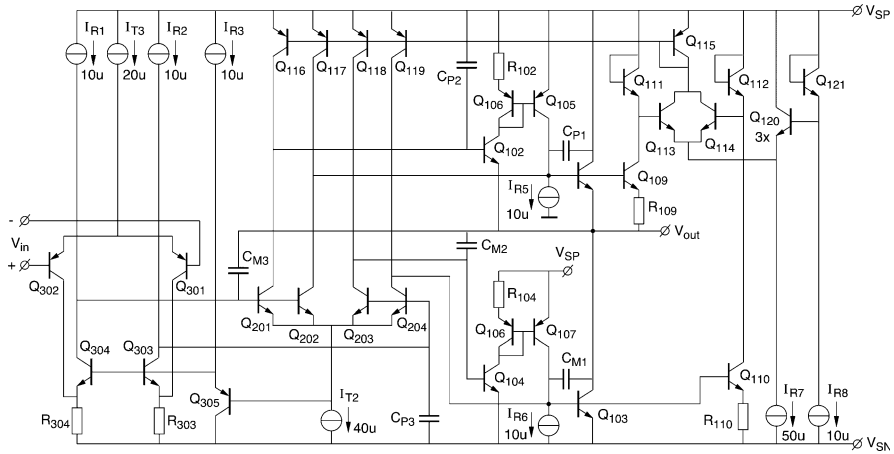 V_SP
I_R1
I_T3
I_R2
I_R3
10u
20u
10u
10u
Q_116
Q_117
Q_118
Q_119
C_P2
R_102
Q_106
Q_105
Q_102
C_P1
Q_111
Q_115
Q_112
Q_121
Q_120
3x
Q_113
Q_114
Q_109
I_R5
10u
R_109
V_out
-
V_in
+
Q_302
Q_301
C_M3
C_M2
V_SP
Q_201
Q_202
Q_203
Q_204
R_104
Q_106
Q_107
Q_304
Q_303
Q_305
Q_104
C_M1
Q_110
R_304
R_303
I_T2
40u
C_P3
I_R6
10u
Q_103
R_110
I_R7
50u
I_R8
10u
V_SN